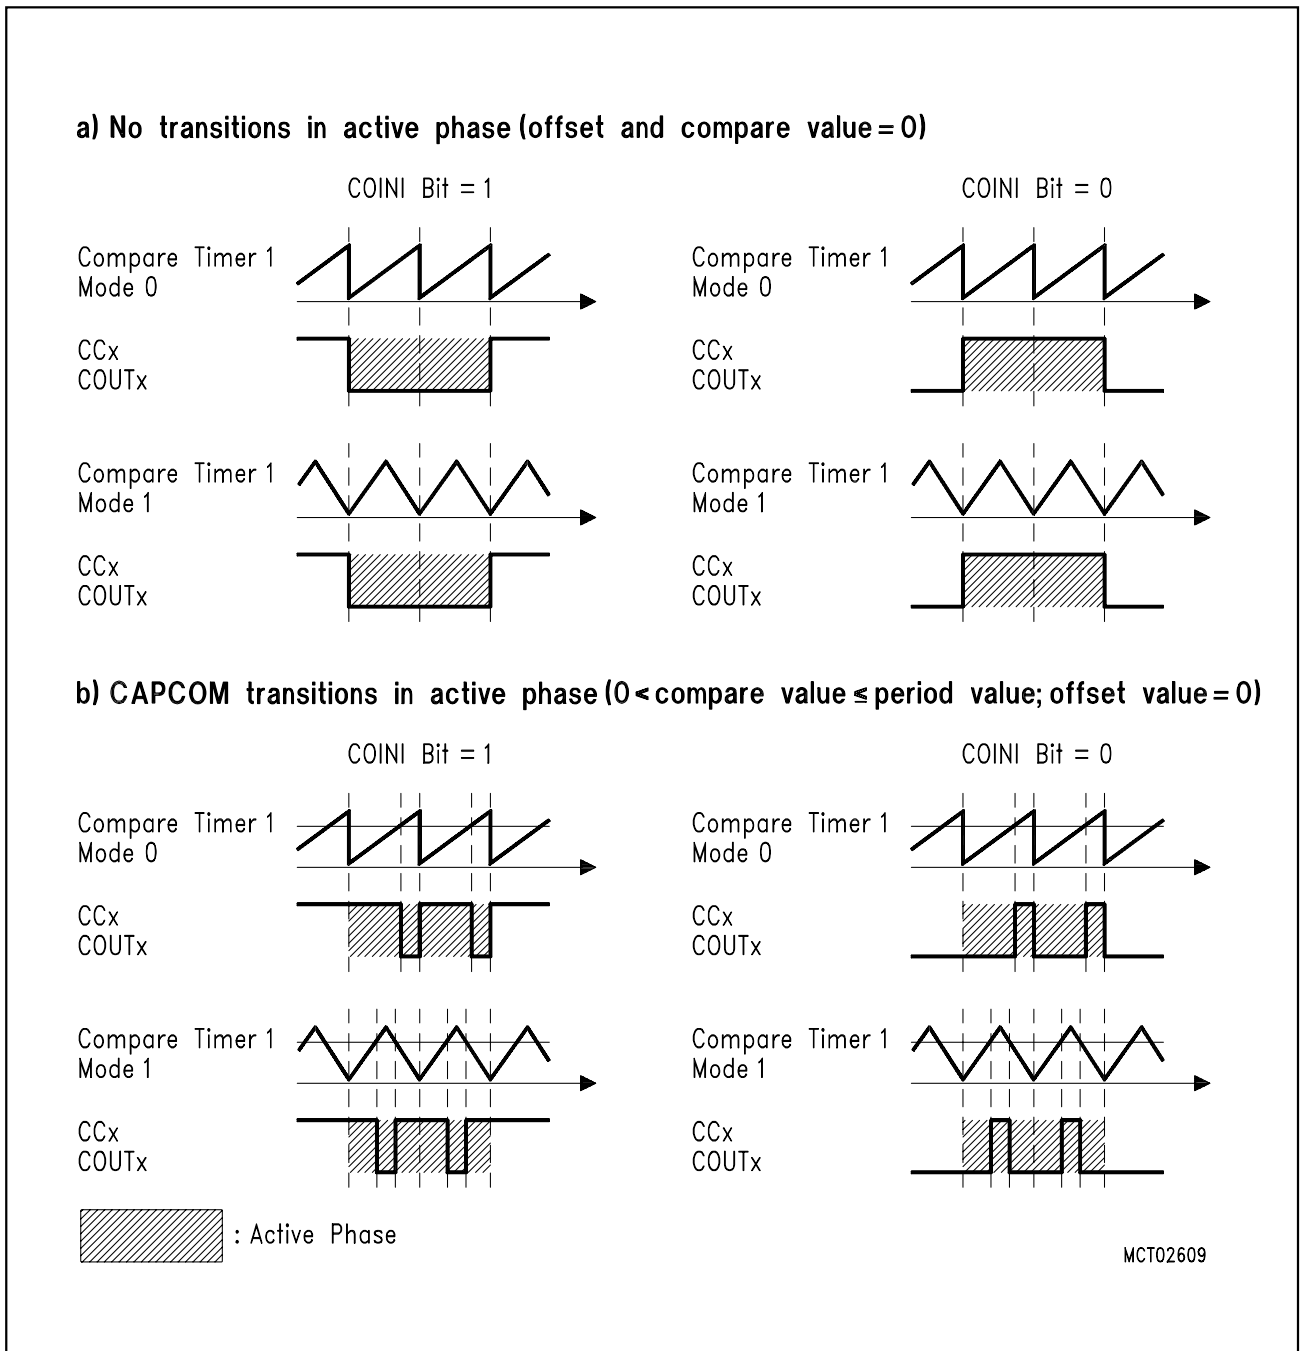 a) No transitions in active phase (offset and compare value = 0)
COINI Bit = 1
COINI Bit = 0
Compare Timer 1
Mode 0
Compare Timer 1
Mode 0
CCx
COUTx
CCx
COUTx
Compare Timer 1
Mode 1
Compare Timer 1
Mode 1
CCx
COUTx
CCx
COUTx
b) CAPCOM transitions in active phase (0 < compare value ≤ period value; offset value = 0)
COINI Bit = 1
COINI Bit = 0
Compare Timer 1
Mode 0
Compare Timer 1
Mode 0
CCx
COUTx
CCx
COUTx
Compare Timer 1
Mode 1
Compare Timer 1
Mode 1
CCx
COUTx
CCx
COUTx
: Active Phase
MCT02609